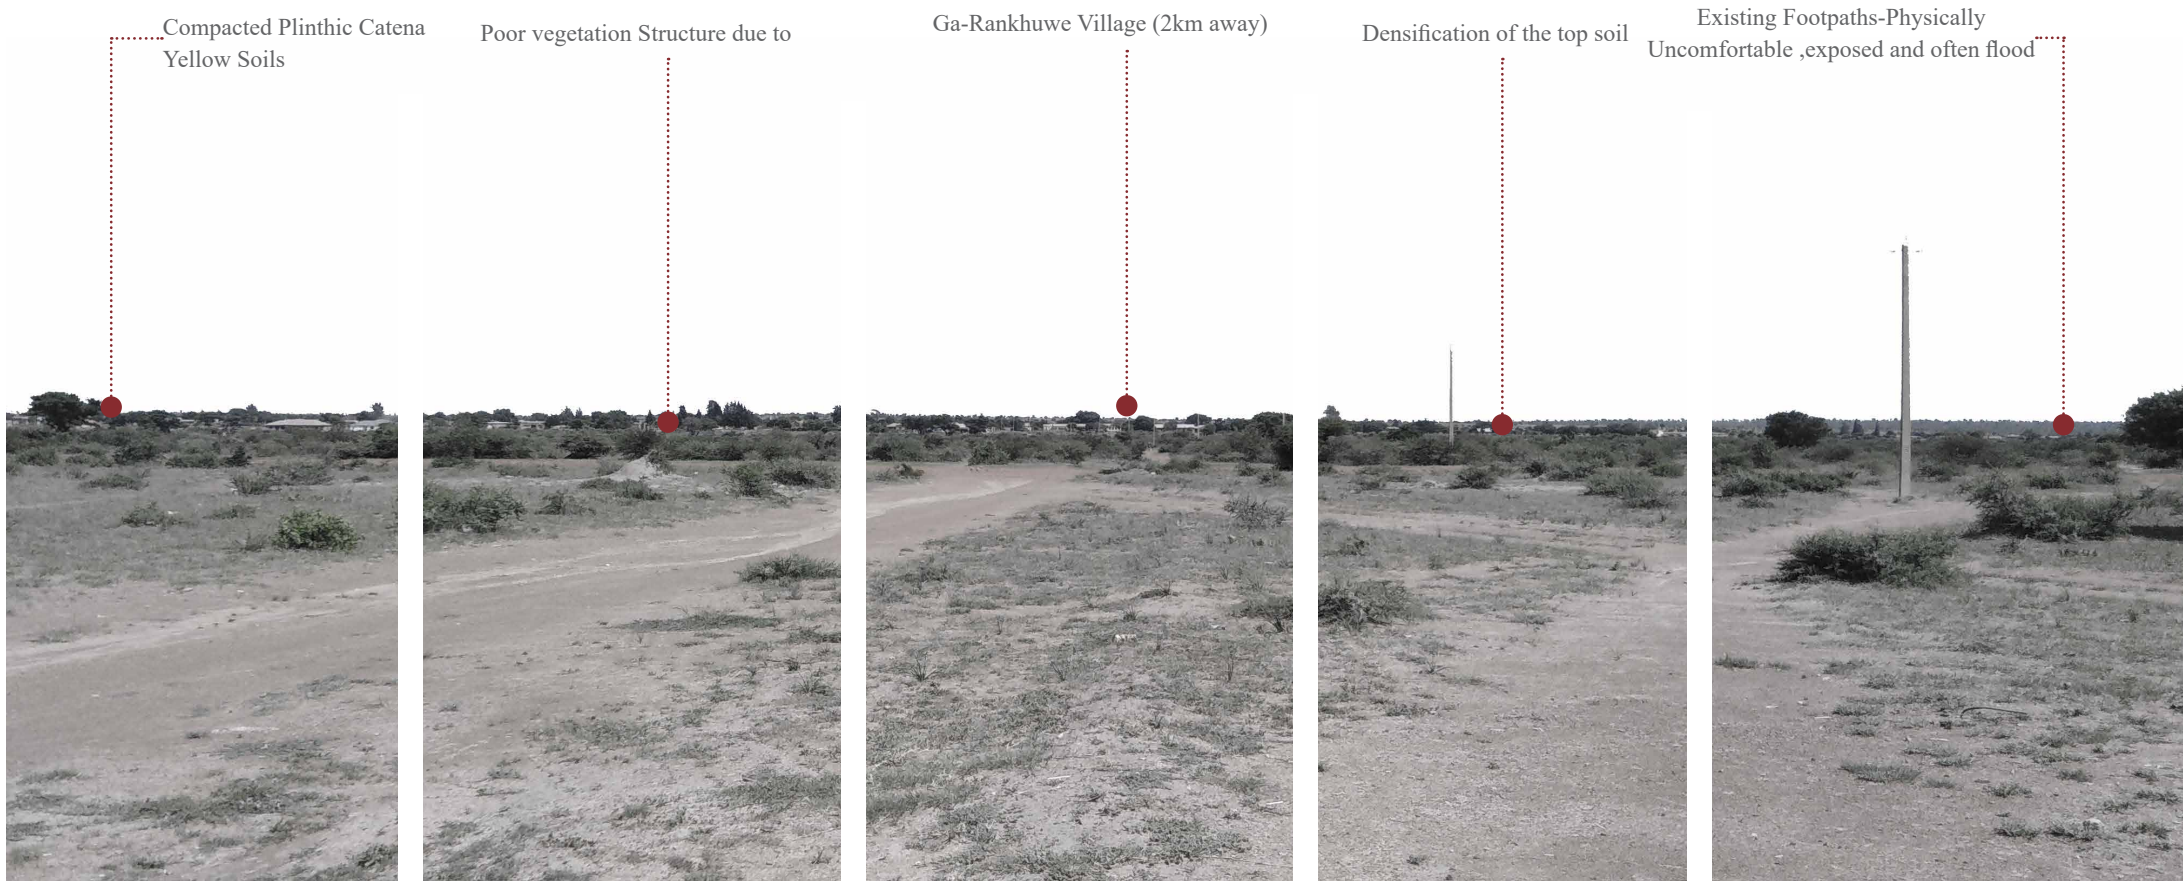 Compacted Plinthic Catena
Yellow Soils
Poor vegetation Structure due to
Ga-Rankhuwe Village (2km away)
Densification of the top soil
Existing Footpaths-Physically
Uncomfortable ,exposed and often flood